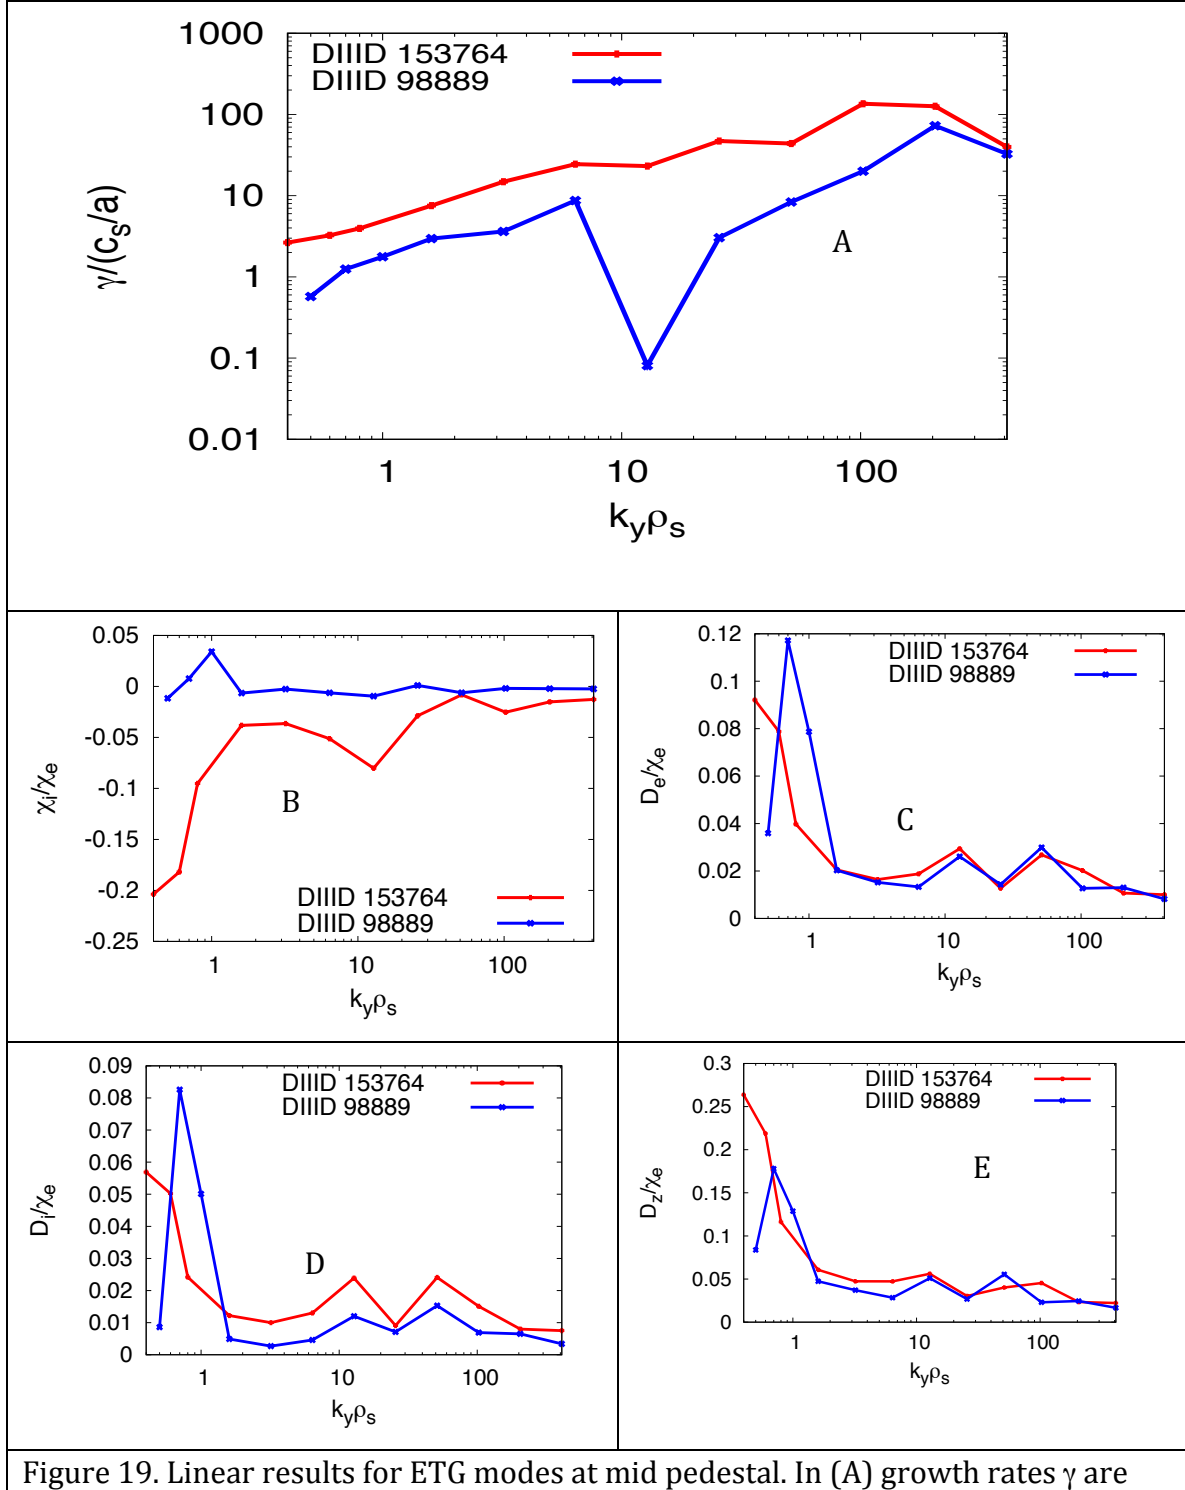 1000
100
10
1
0.1
0.01
γ/(cs/a)
DIIID 153764
DIIID 98889
A
1 10 100
kyρs
0.05
0
-0.05
-0.1
-0.15
-0.2
-0.25
χi/χe
B
DIIID 153764
DIIID 98889
1 10 100
kyρs
0.12
0.1
0.08
0.06
0.04
0.02
0
De/χe
DIIID 153764
DIIID 98889
C
1 10 100
kyρs
0.09
0.08
0.07
0.06
0.05
0.04
0.03
0.02
0.01
0
Di/χe
DIIID 153764
DIIID 98889
D
1 10 100
kyρs
0.3
0.25
0.2
0.15
0.1
0.05
0
Dz/χe
DIIID 153764
DIIID 98889
E
1 10 100
kyρs
Figure 19. Linear results for ETG modes at mid pedestal. In (A) growth rates γ are